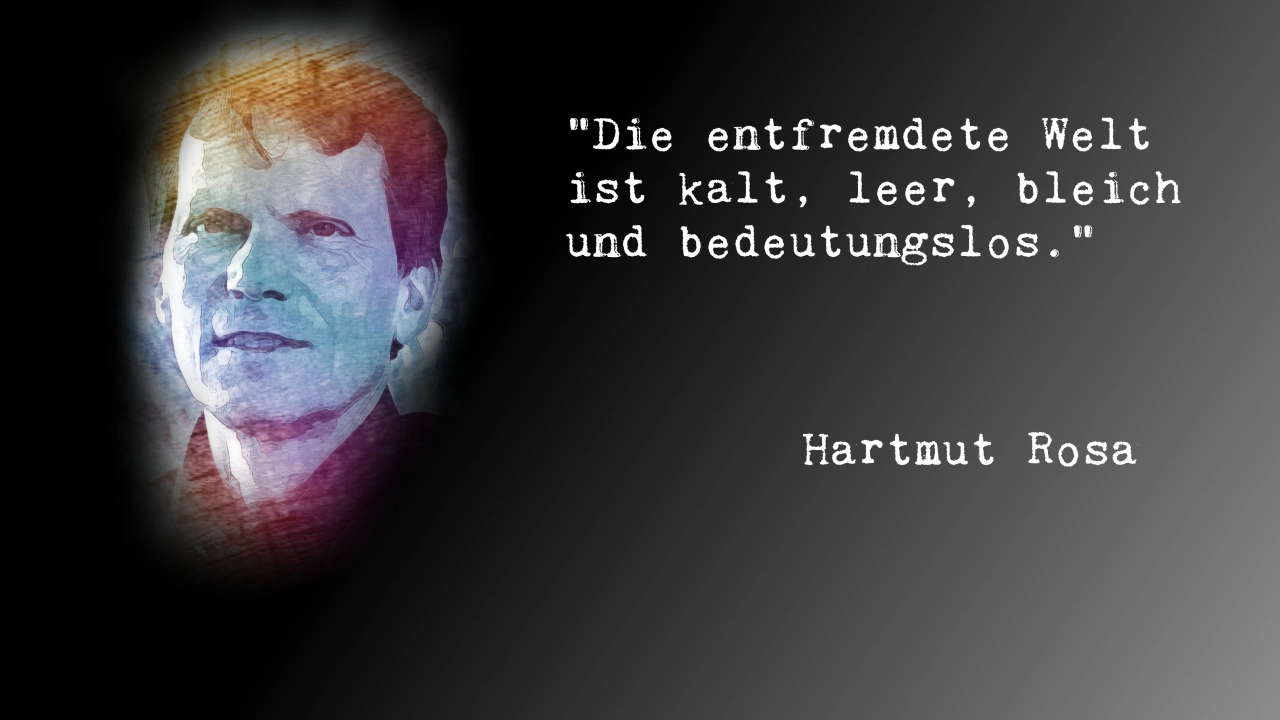 "Die entfremdete Welt
ist kalt, leer, bleich
und bedeutungslos."
Hartmut Rosa